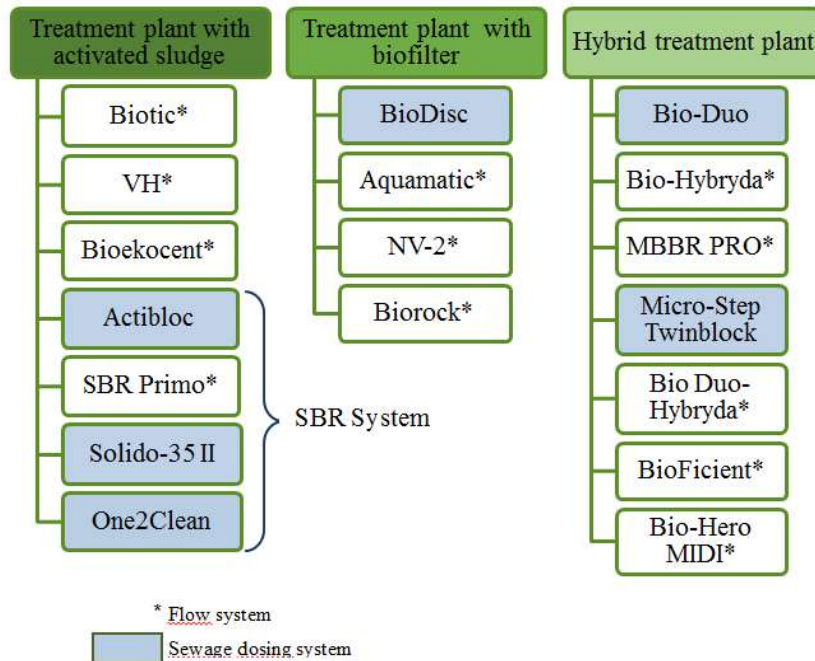 Treatment plant with
activated sludge
Biotic*
VH*
Bioekocent*
Actibloc
SBR Primo*
Solido-35 II
One2Clean
SBR System
Treatment plant with
biofilter
BioDisc
Aquamatic*
NV-2*
Biorock*
Hybrid treatment plant
Bio-Duo
Bio-Hybryda*
MBBR PRO*
Micro-Step
Twinblock
Bio Duo-
Hybryda*
BioFicient*
Bio-Hero
MIDI*
* Flow system
Sewage dosing system